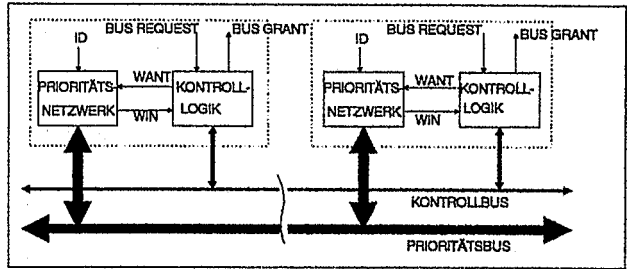 ID
BUS REQUEST
BUS GRANT
PRIORITÄTS-
NETZWERK
WANT
WIN
KONTROLL-
LOGIK
ID
BUS REQUEST
BUS GRANT
PRIORITÄTS-
NETZWERK
WANT
WIN
KONTROLL-
LOGIK
KONTROLLBUS
PRIORITÄTSBUS